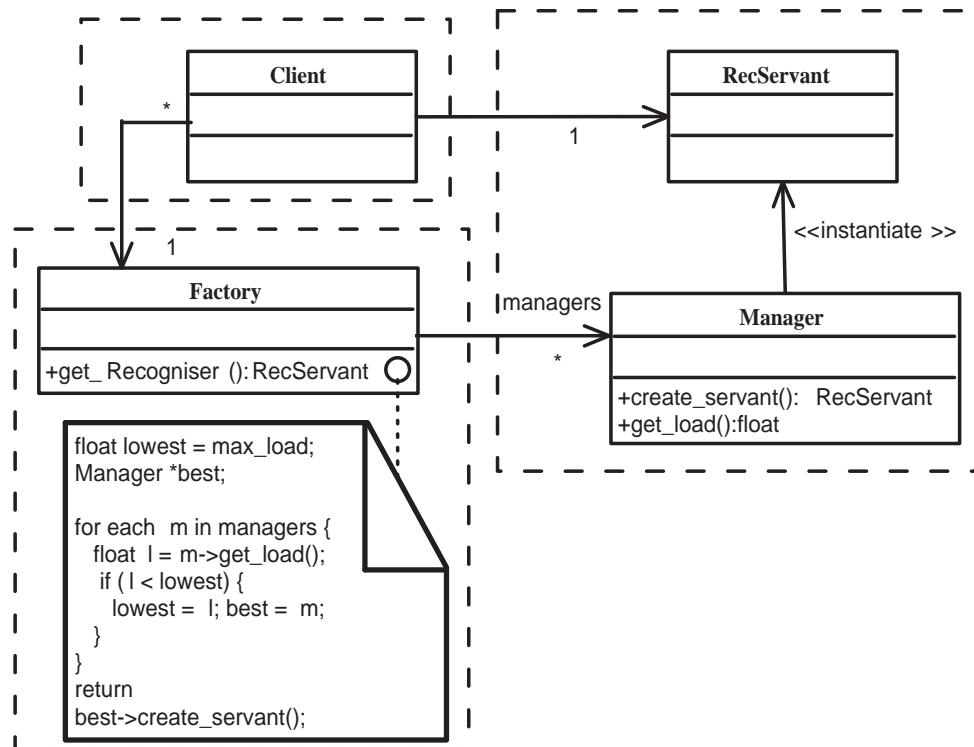 Client
RecServant
*
1
1
<<instantiate >>
Factory
managers
Manager
*
+get_ Recogniser (): RecServant
+create_servant(): RecServant
+get_load():float
float lowest = max_load;
Manager *best;
for each m in managers {
float l = m->get_load();
if ( l < lowest) {
lowest = l; best = m;
}
}
return
best->create_servant();